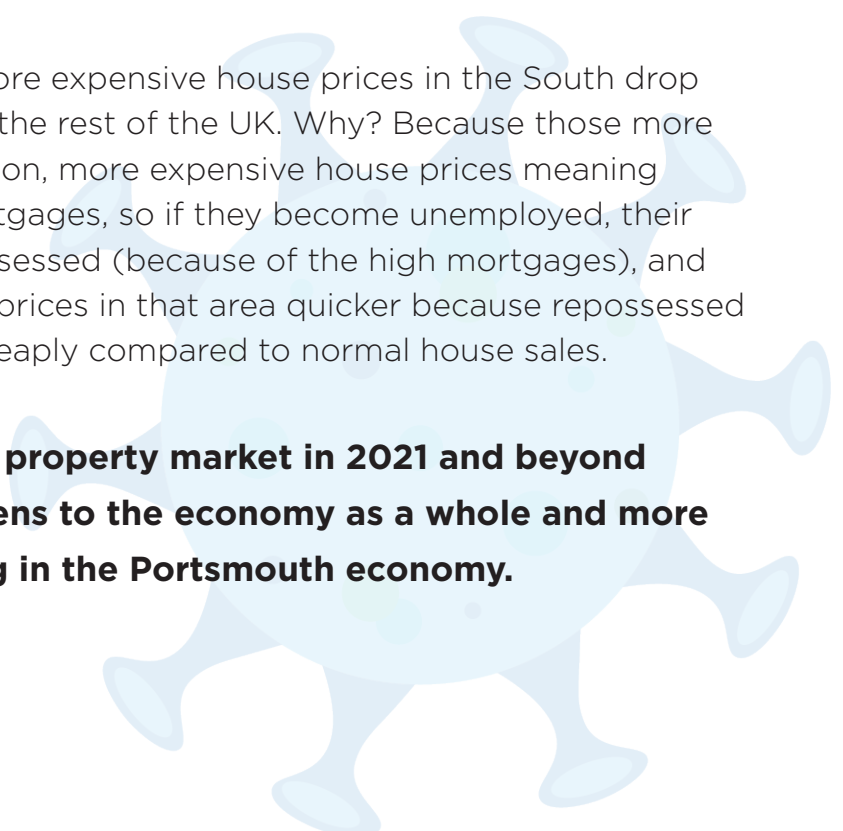 ore expensive house prices in the South drop
the rest of the UK. Why? Because those more
on, more expensive house prices meaning
tgages, so if they become unemployed, their
sessed (because of the high mortgages), and
prices in that area quicker because repossessed
eaply compared to normal house sales.
property market in 2021 and beyond
ens to the economy as a whole and more
g in the Portsmouth economy.